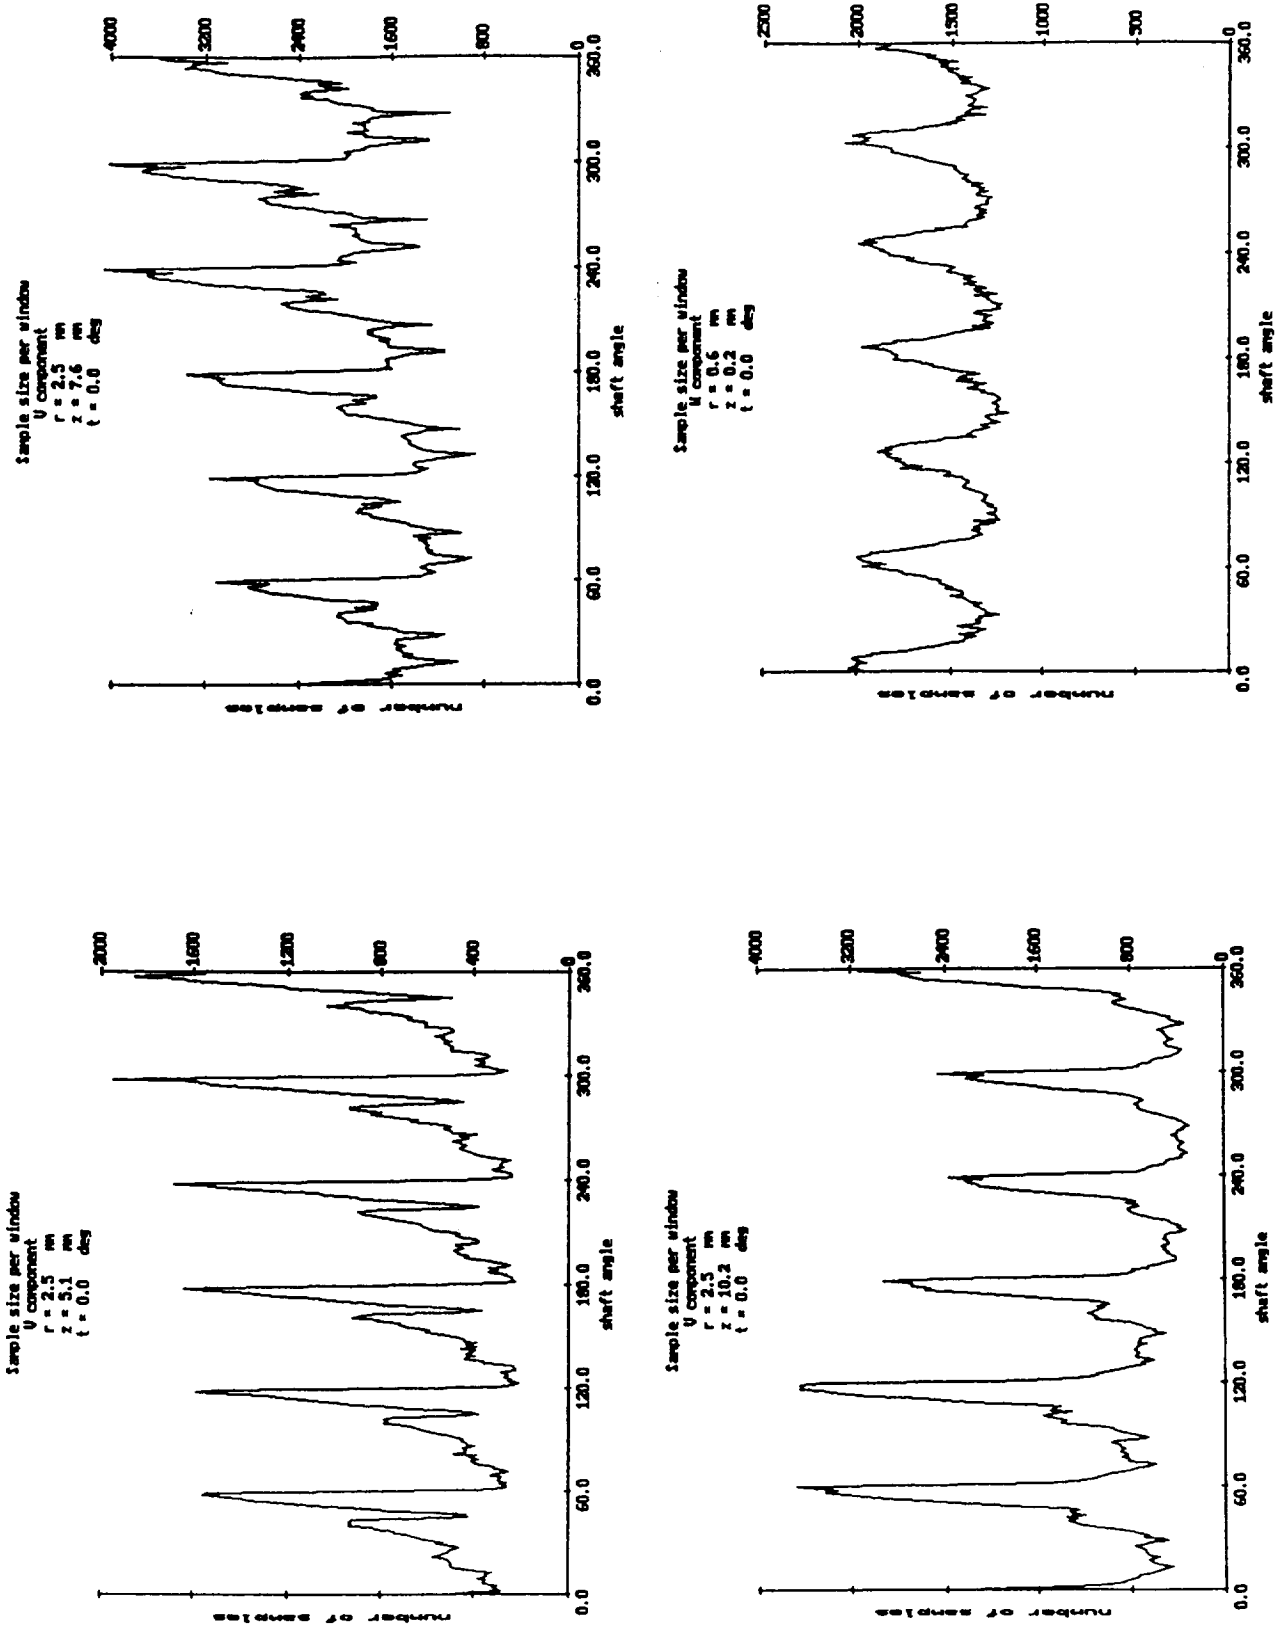 Sample size per window
U component
r = 2.5 mm
z = 5.1 mm
t = 0.0 deg
number of samples
2000
1600
1200
800
400
0
0.0 60.0 120.0 180.0 240.0 300.0 360.0
shaft angle
Sample size per window
U component
r = 2.5 mm
z = 7.6 mm
t = 0.0 deg
number of samples
4000
3200
2400
1600
800
0
0.0 60.0 120.0 180.0 240.0 300.0 360.0
shaft angle
Sample size per window
U component
r = 2.5 mm
z = 10.2 mm
t = 0.0 deg
number of samples
4000
3200
2400
1600
800
0
0.0 60.0 120.0 180.0 240.0 300.0 360.0
shaft angle
Sample size per window
W component
r = 0.6 mm
z = 0.2 mm
t = 0.0 deg
number of samples
2500
2000
1500
1000
500
0
0.0 60.0 120.0 180.0 240.0 300.0 360.0
shaft angle